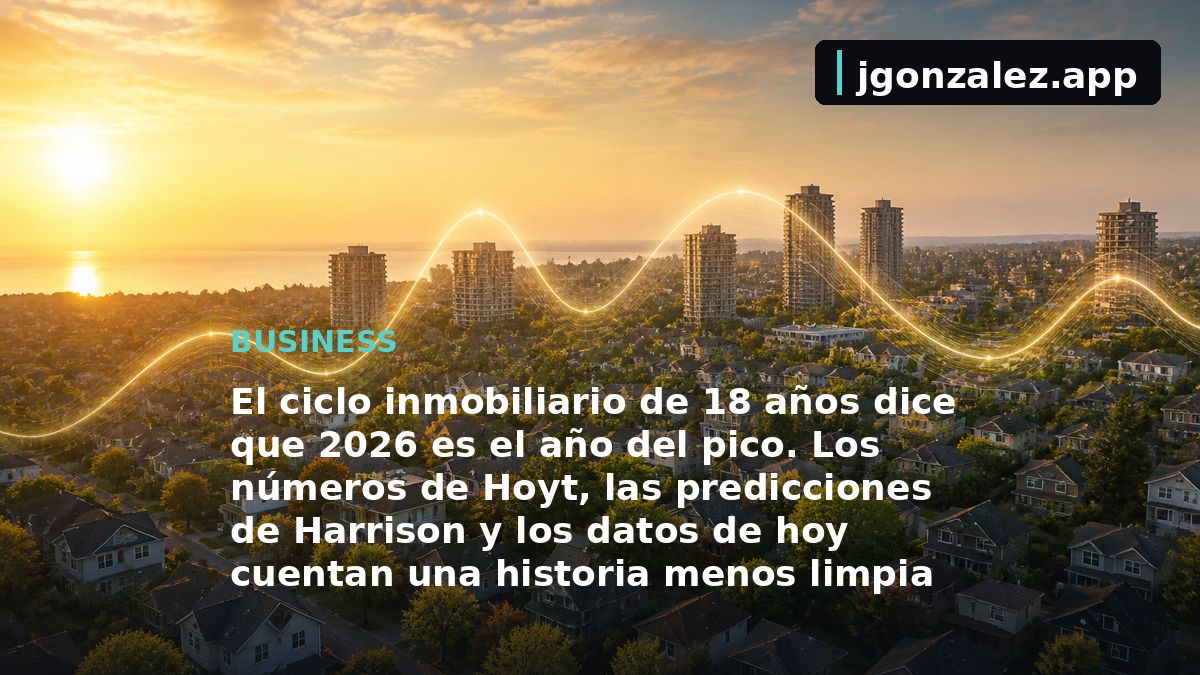 jgonzalez.app
BUSINESS
El ciclo inmobiliario de 18 años dice
que 2026 es el año del pico. Los
números de Hoyt, las predicciones
de Harrison y los datos de hoy
cuentan una historia menos limpia